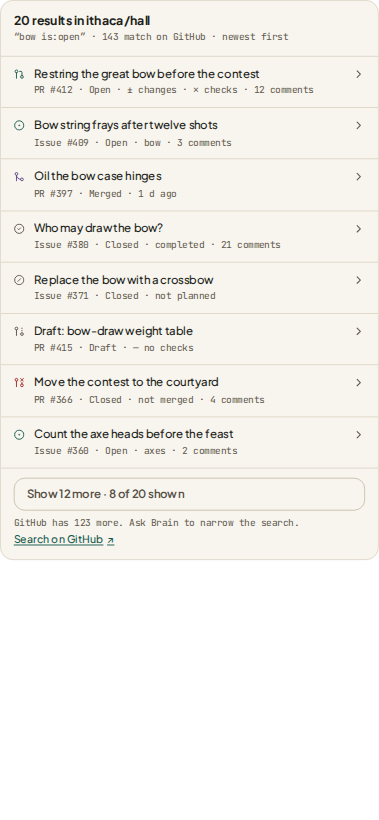 20 results in ithaca/hall
“bow is:open” · 143 match on GitHub · newest first
Restring the great bow before the contest
PR #412 · Open · ± changes · × checks · 12 comments
Bow string frays after twelve shots
Issue #409 · Open · bow · 3 comments
Oil the bow case hinges
PR #397 · Merged · 1 d ago
Who may draw the bow?
Issue #380 · Closed · completed · 21 comments
Replace the bow with a crossbow
Issue #371 · Closed · not planned
Draft: bow-draw weight table
PR #415 · Draft · — no checks
Move the contest to the courtyard
PR #366 · Closed · not merged · 4 comments
Count the axe heads before the feast
Issue #360 · Open · axes · 2 comments
Show 12 more · 8 of 20 shown
GitHub has 123 more. Ask Brain to narrow the search.
Search on GitHub ↗